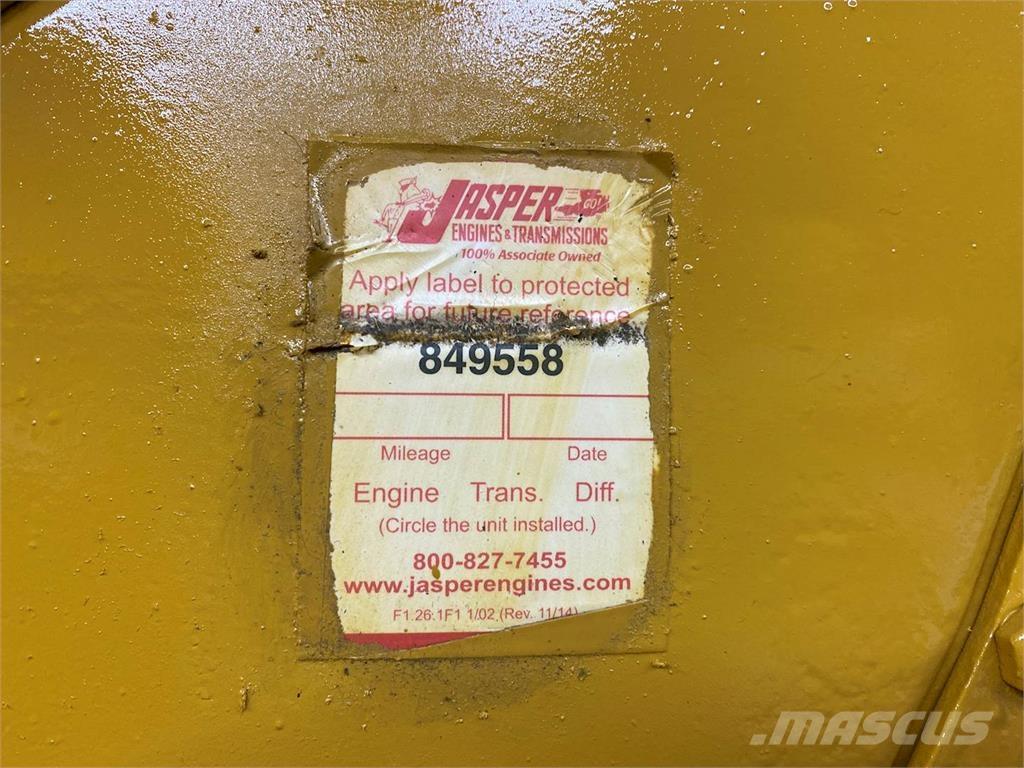 JASPER GO!
ENGINES & TRANSMISSIONS
100% Associate Owned
Apply label to protected
area for future reference
849558
Mileage Date
Engine Trans. Diff.
(Circle the unit installed.)
800-827-7455
www.jasperengines.com
F1.26.1F1 1/02 (Rev. 11/14)
MASCUS